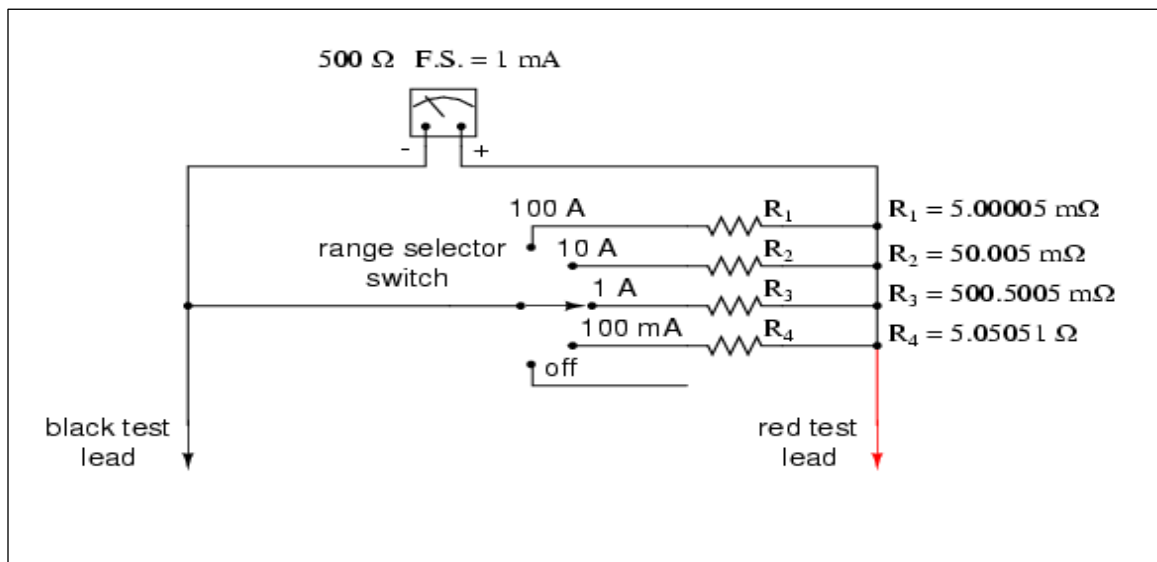 500 Ω F.S. = 1 mA
- +
100 A R₁ R₁ = 5.00005 mΩ
range selector
switch
10 A R₂ R₂ = 50.005 mΩ
1 A R₃ R₃ = 500.5005 mΩ
100 mA R₄ R₄ = 5.05051 Ω
off
black test
lead
red test
lead